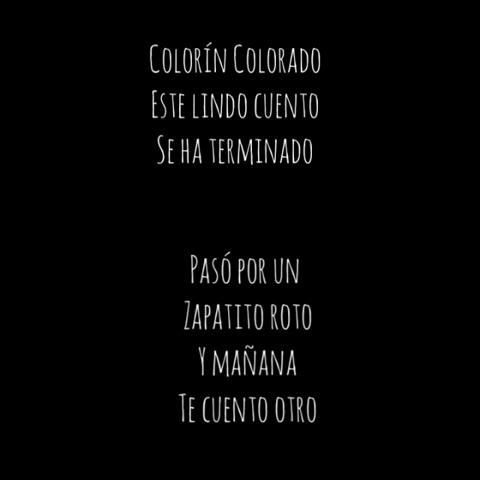 Colorín Colorado
Este lindo cuento
Se ha terminado
Pasó por un
Zapatito roto
Y mañana
Te cuento otro